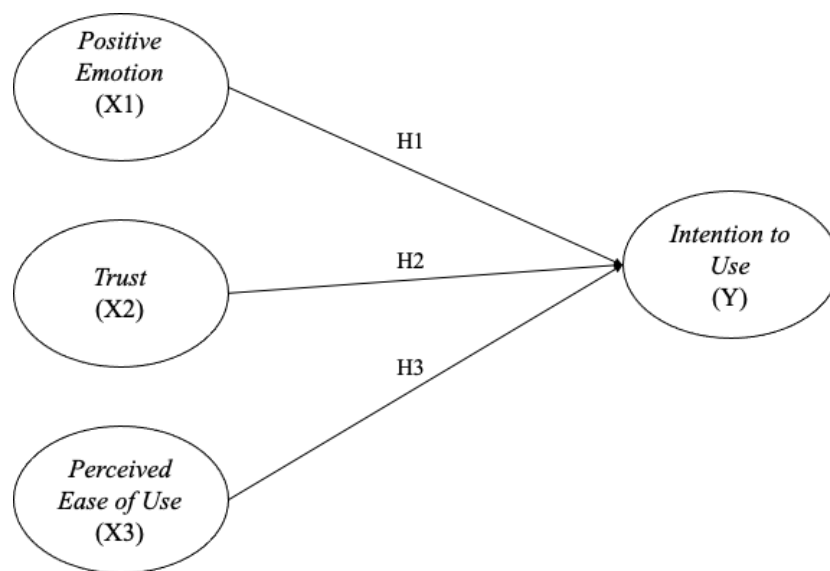 Positive
Emotion
(X1)
H1
Trust
(X2)
H2
Intention to
Use
(Y)
H3
Perceived
Ease of Use
(X3)